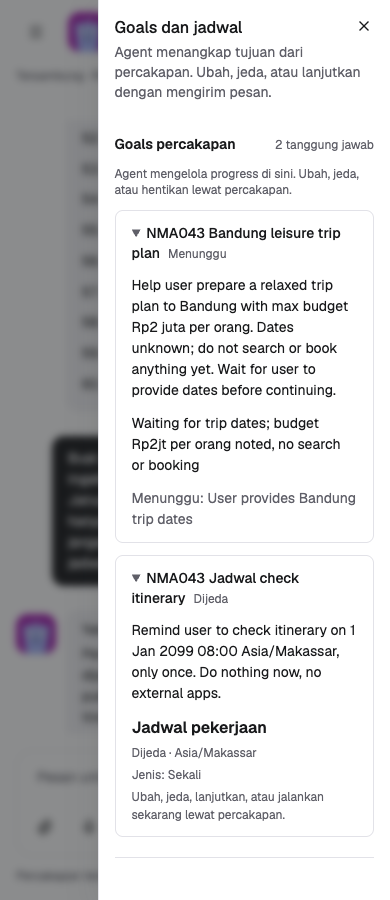 Goals dan jadwal
Agent menangkap tujuan dari
percakapan. Ubah, jeda, atau lanjutkan
dengan mengirim pesan.
Goals percakapan 2 tanggung jawab
Agent mengelola progress di sini. Ubah, jeda,
atau hentikan lewat percakapan.
NMA043 Bandung leisure trip
plan Menunggu
Help user prepare a relaxed trip
plan to Bandung with max budget
Rp2 juta per orang. Dates
unknown; do not search or book
anything yet. Wait for user to
provide dates before continuing.
Waiting for trip dates; budget
Rp2jt per orang noted, no search
or booking
Menunggu: User provides Bandung
trip dates
NMA043 Jadwal check
itinerary Dijeda
Remind user to check itinerary on 1
Jan 2099 08:00 Asia/Makassar,
only once. Do nothing now, no
external apps.
Jadwal pekerjaan
Dijeda · Asia/Makassar
Jenis: Sekali
Ubah, jeda, lanjutkan, atau jalankan
sekarang lewat percakapan.